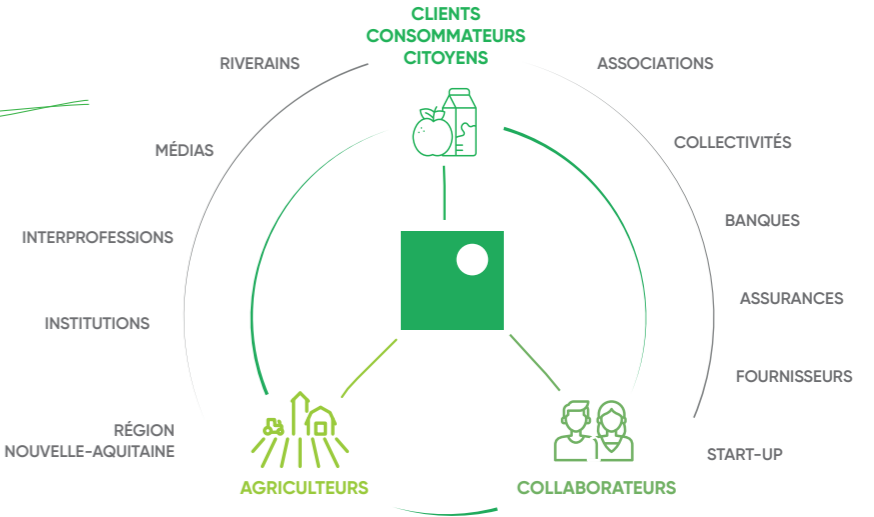 CLIENTS
CONSOMMATEURS
CITOYENS
RIVERAINS
ASSOCIATIONS
MÉDIAS
COLLECTIVITÉS
INTERPROFESSIONS
BANQUES
INSTITUTIONS
ASSURANCES
FOURNISSEURS
RÉGION
NOUVELLE-AQUITAINE
START-UP
AGRICULTEURS
COLLABORATEURS